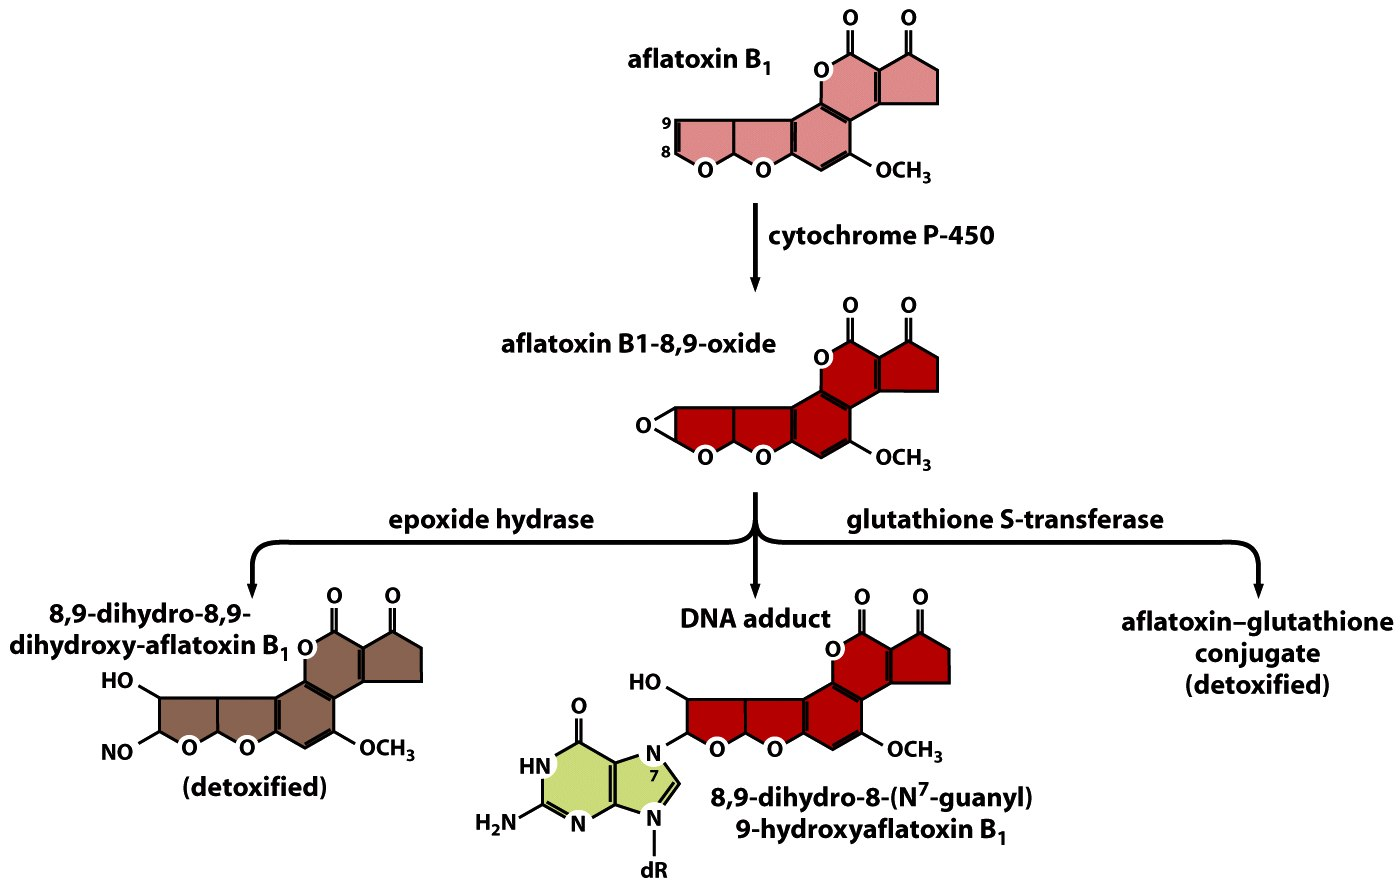 O O
aflatoxin B1
O
9
8
O O OCH3
cytochrome P-450
O O
aflatoxin B1-8,9-oxide
O
O
O O OCH3
epoxide hydrase glutathione S-transferase
O O
8,9-dihydro-8,9-
dihydroxy-aflatoxin B1
O
HO
NO
O O OCH3
(detoxified)
DNA adduct
O O
O
HO
O O OCH3
O
HN
N
7
H2N
N
N
dR
8,9-dihydro-8-(N7-guanyl)
9-hydroxyaflatoxin B1
aflatoxin–glutathione
conjugate
(detoxified)